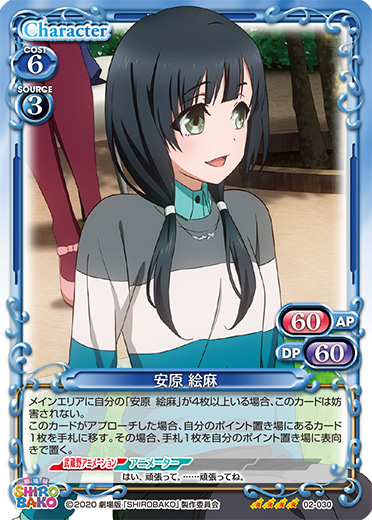 Character
COST
6
SOURCE
3
60 AP
DP 60
安原 絵麻
メインエリアに自分の「安原 絵麻」が4枚以上いる場合、このカードは妨
害されない。
このカードがアプローチした場合、自分のポイント置き場にあるカード
1枚を手札に移す。その場合、手札1枚を自分のポイント置き場に表向
きで置く。
武蔵野アニメーション アニメーター
はい、頑張って。……頑張ってね。
劇場版
SHIRO
BAKO
©2020 劇場版「SHIROBAKO」製作委員会
02-030